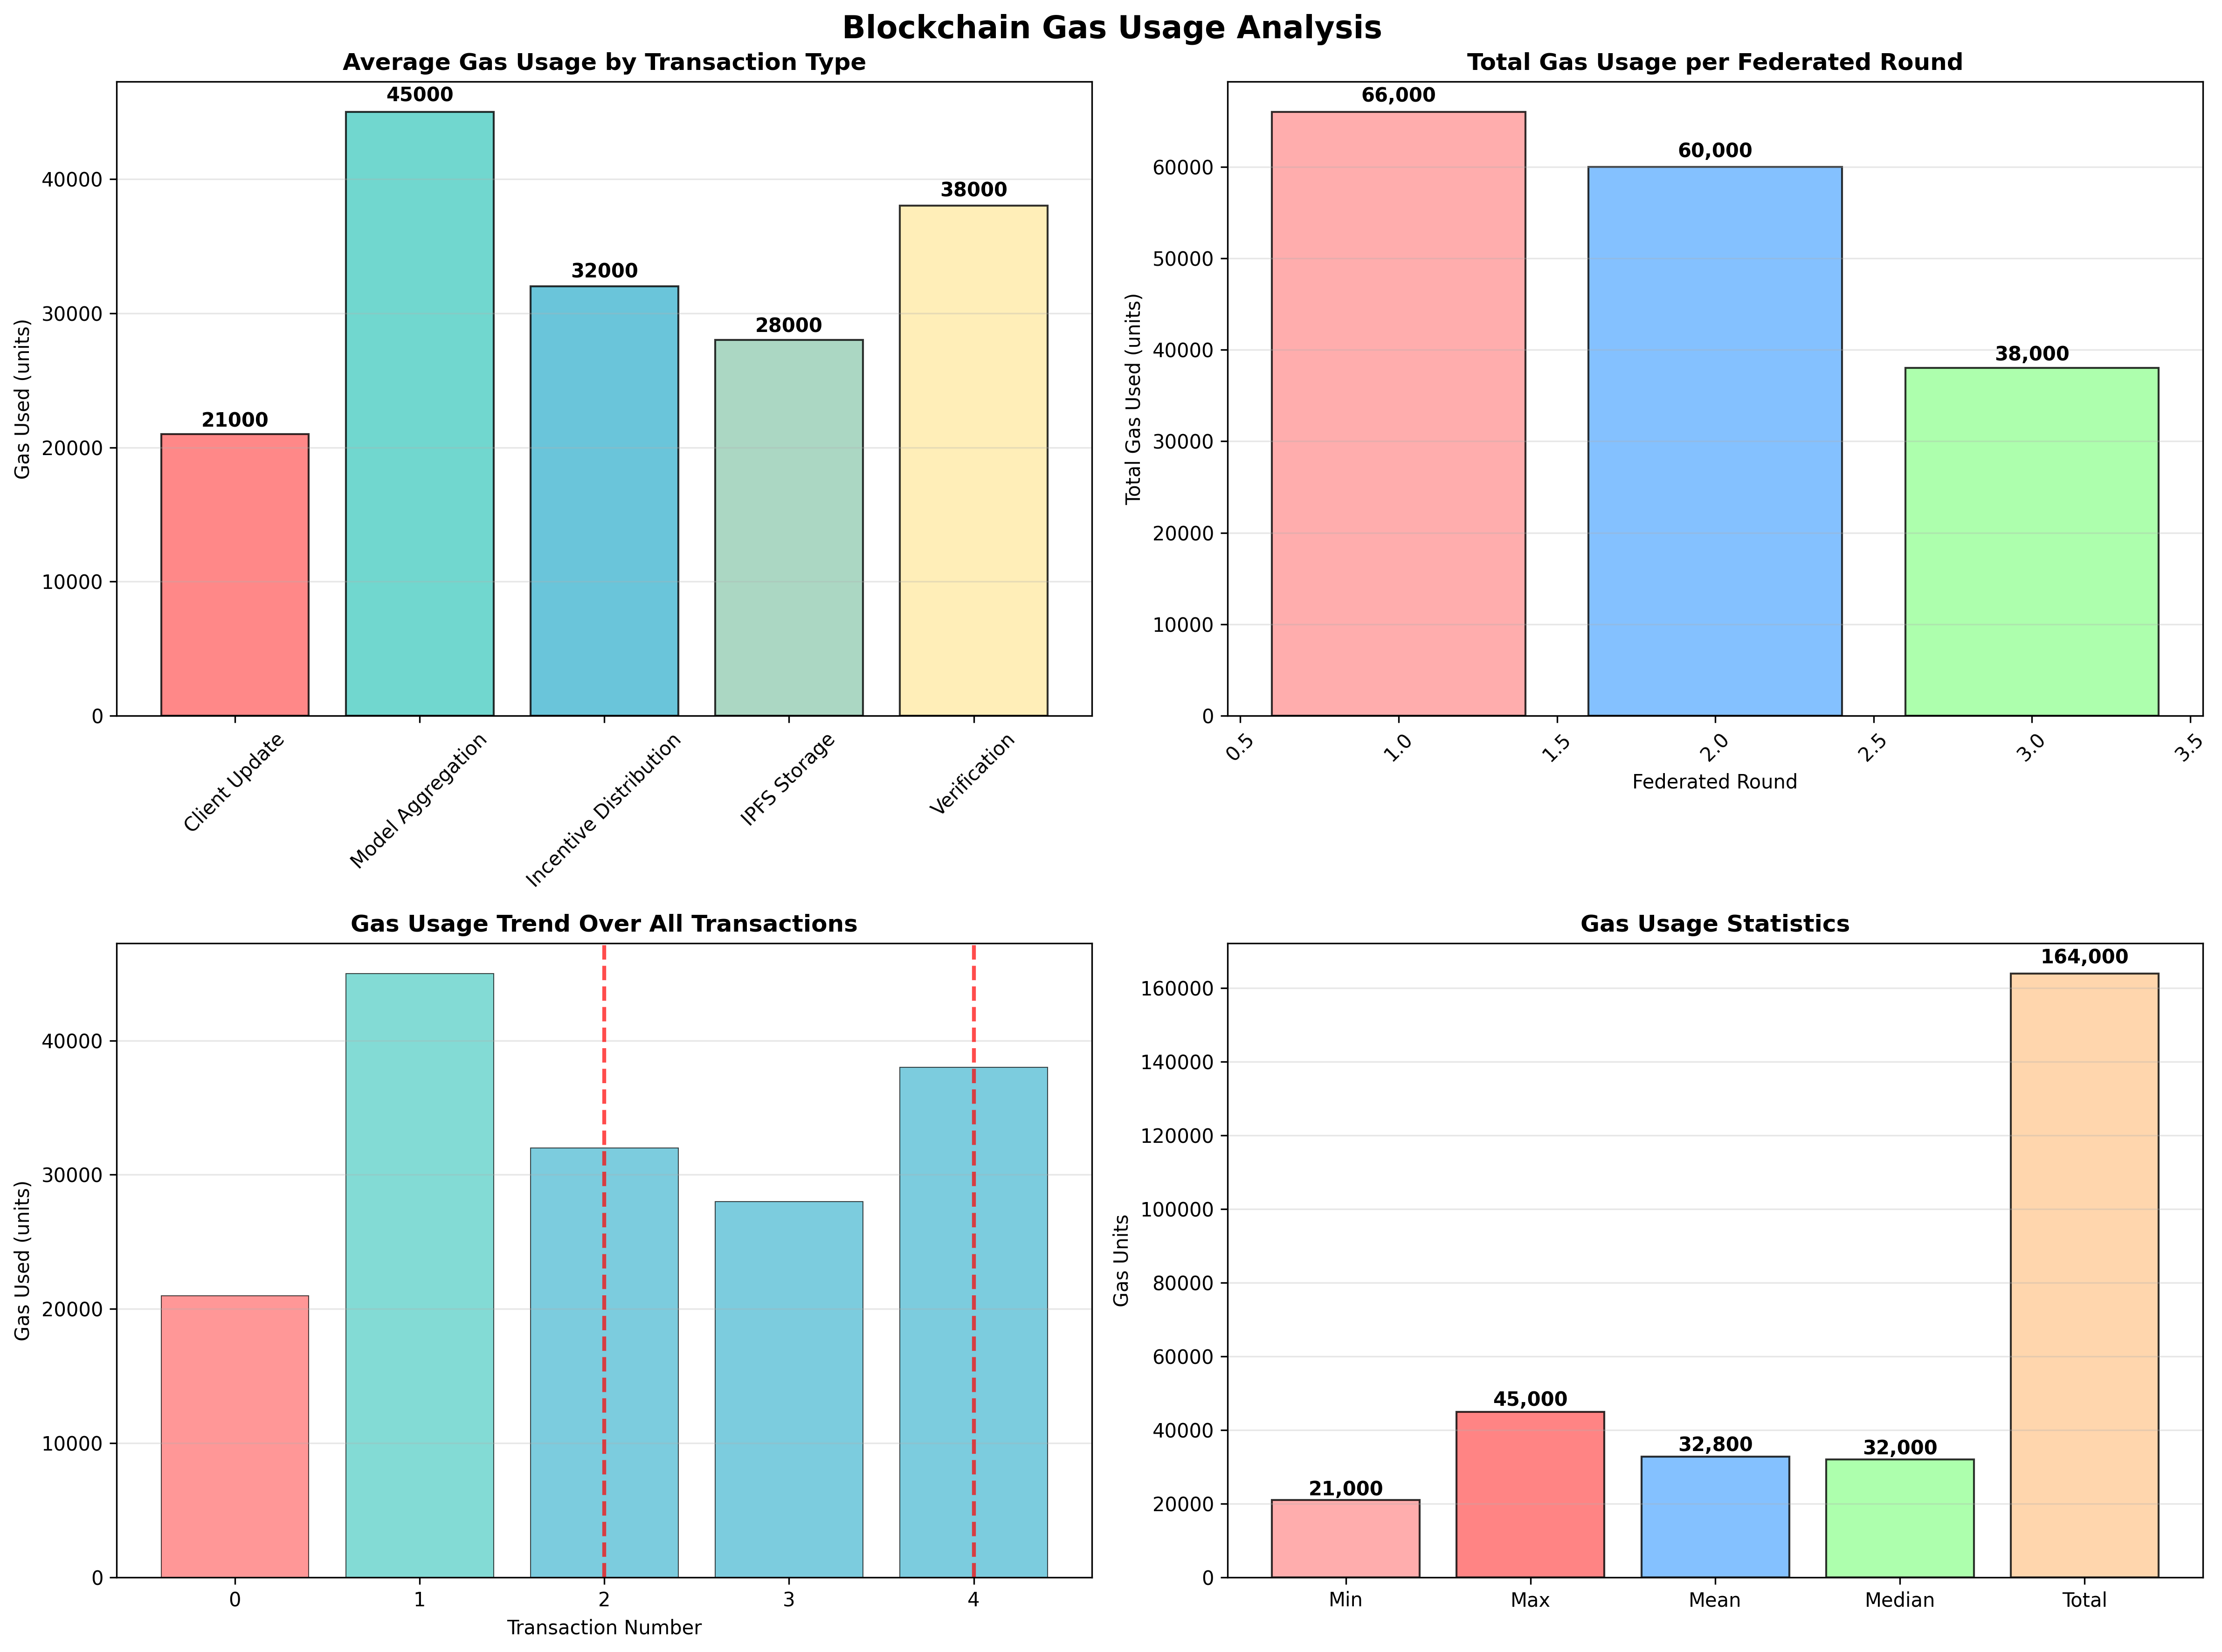 Blockchain Gas Usage Analysis
Average Gas Usage by Transaction Type
Gas Used (units)
40000
30000
20000
10000
0
21000
45000
32000
28000
38000
Client Update
Model Aggregation
Incentive Distribution
IPFS Storage
Verification
Total Gas Usage per Federated Round
Total Gas Used (units)
60000
50000
40000
30000
20000
10000
0
66,000
60,000
38,000
0.5
1.0
1.5
2.0
2.5
3.0
3.5
Federated Round
Gas Usage Trend Over All Transactions
Gas Used (units)
40000
30000
20000
10000
0
0
1
2
3
4
Transaction Number
Gas Usage Statistics
Gas Units
160000
140000
120000
100000
80000
60000
40000
20000
0
21,000
45,000
32,800
32,000
164,000
Min
Max
Mean
Median
Total